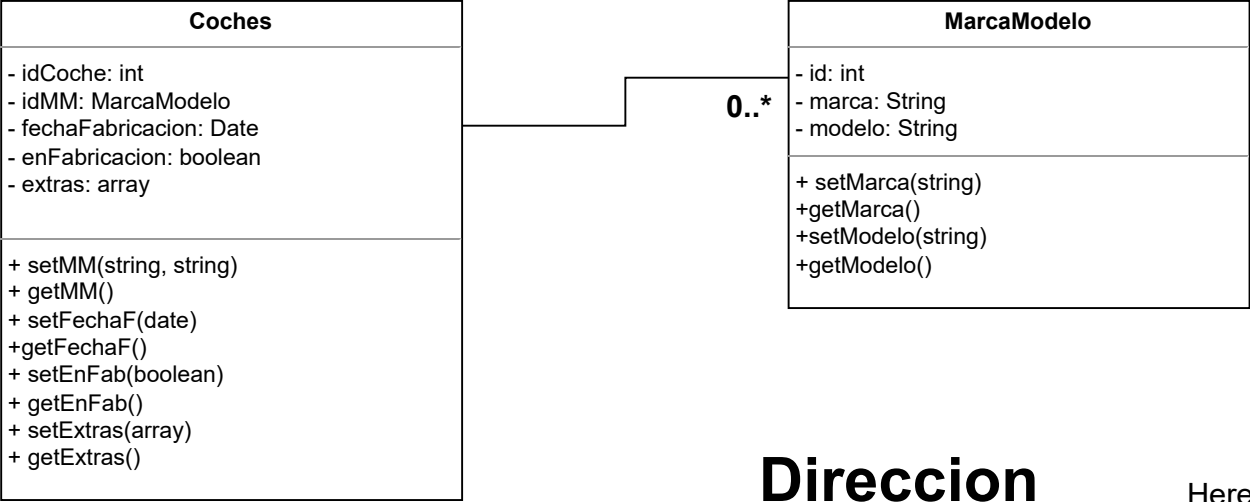 Coches
- idCoche: int
- idMM: MarcaModelo
- fechaFabricacion: Date
- enFabricacion: boolean
- extras: array
+ setMM(string, string)
+ getMM()
+ setFechaF(date)
+getFechaF()
+ setEnFab(boolean)
+ getEnFab()
+ setExtras(array)
+ getExtras()
0..*
MarcaModelo
- id: int
- marca: String
- modelo: String
+ setMarca(string)
+getMarca()
+setModelo(string)
+getModelo()
Direccion
Here